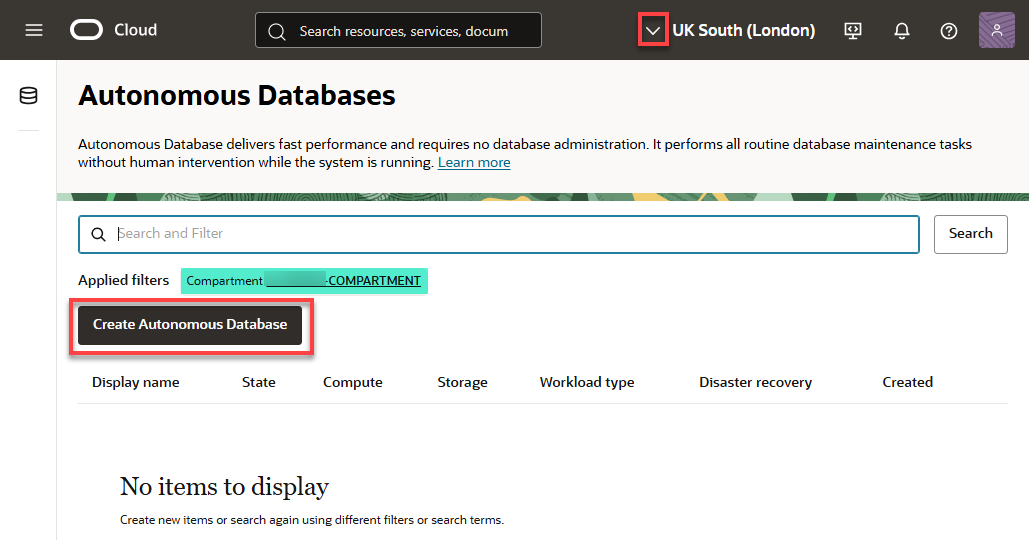 Cloud
Search resources, services, docum
UK South (London)
Autonomous Databases
Autonomous Database delivers fast performance and requires no database administration. It performs all routine database maintenance tasks
without human intervention while the system is running. Learn more
Search and Filter
Search
Applied filters
Compartment -COMPARTMENT
Create Autonomous Database
Display name State Compute Storage Workload type Disaster recovery Created
No items to display
Create new items or search again using different filters or search terms.